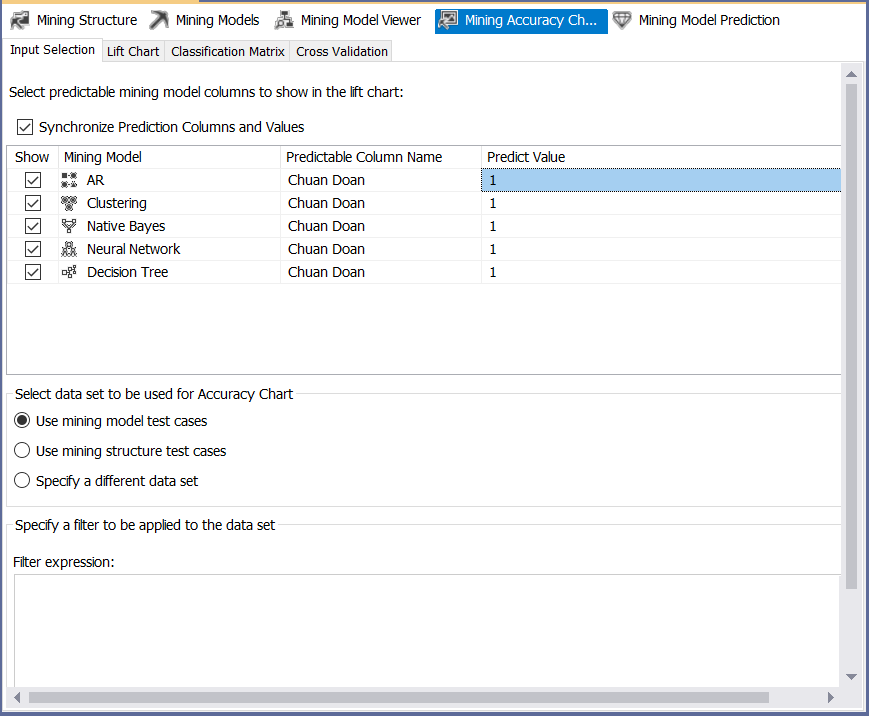 Mining Structure Mining Models Mining Model Viewer Mining Accuracy Ch... Mining Model Prediction
Input Selection Lift Chart Classification Matrix Cross Validation
Select predictable mining model columns to show in the lift chart:
Synchronize Prediction Columns and Values
Show Mining Model Predictable Column Name Predict Value
AR Chuan Doan 1
Clustering Chuan Doan 1
Native Bayes Chuan Doan 1
Neural Network Chuan Doan 1
Decision Tree Chuan Doan 1
Select data set to be used for Accuracy Chart
Use mining model test cases
Use mining structure test cases
Specify a different data set
Specify a filter to be applied to the data set
Filter expression: